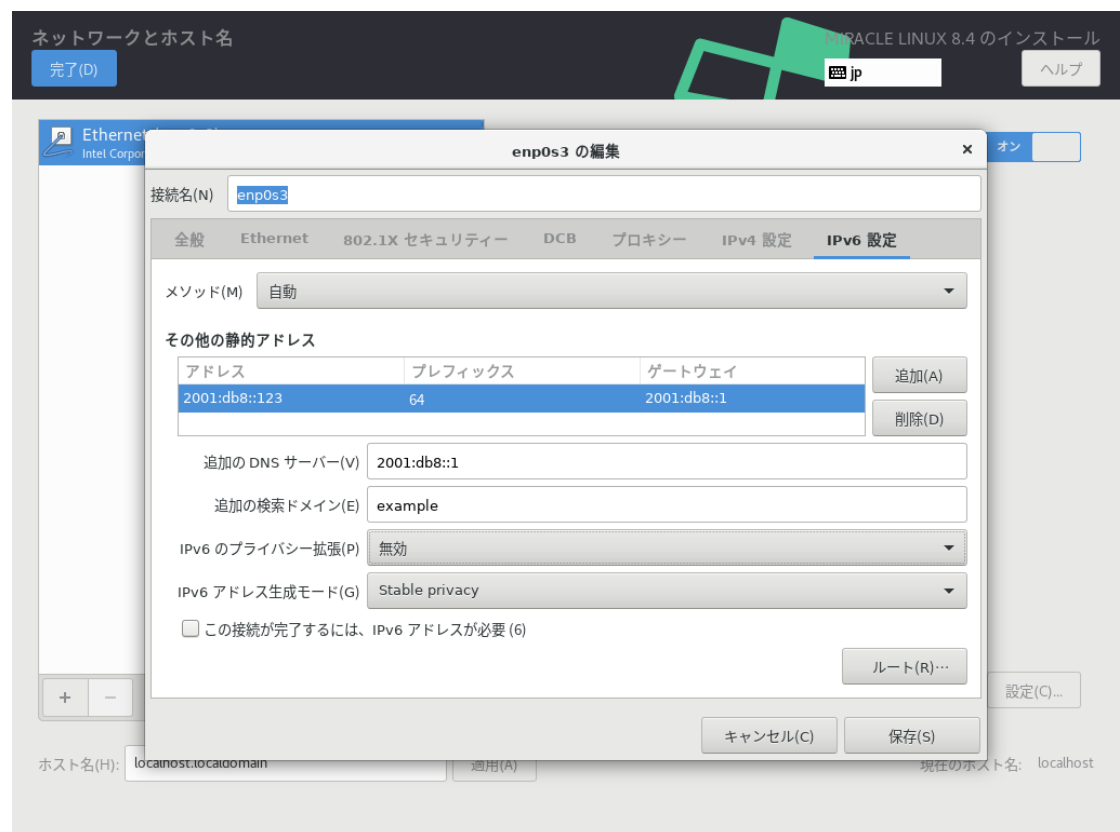 ネットワークとホスト名
MIRACLE LINUX 8.4 のインストール
完了(D)
jp
ヘルプ
Ethernet
Intel Corpor
オン
enp0s3 の編集
×
接続名(N) enp0s3
全般 Ethernet 802.1X セキュリティー DCB プロキシー IPv4 設定 IPv6 設定
メソッド(M) 自動
その他の静的アドレス
アドレス プレフィックス ゲートウェイ
2001:db8::123 64 2001:db8::1
追加(A)
削除(D)
追加の DNS サーバー(V) 2001:db8::1
追加の検索ドメイン(E) example
IPv6 のプライバシー拡張(P) 無効
IPv6 アドレス生成モード(G) Stable privacy
この接続が完了するには、IPv6 アドレスが必要 (6)
ルート(R)…
+ −
設定(C)...
キャンセル(C) 保存(S)
ホスト名(H): localhost.localdomain 適用(A) 現在のホスト名: localhost